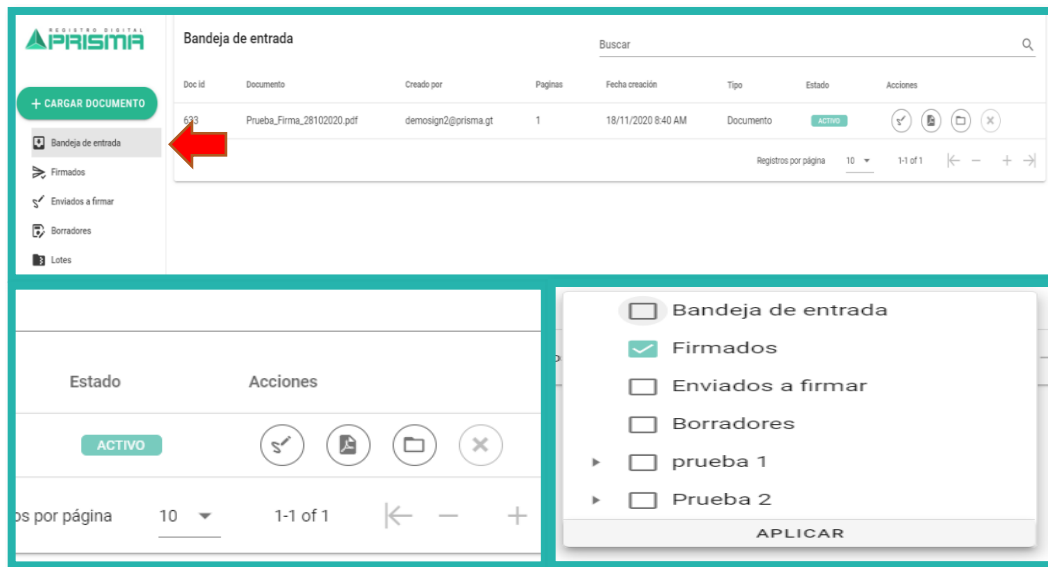 REGISTRO DIGITAL
PRISMA
+ CARGAR DOCUMENTO
Bandeja de entrada
Firmados
Enviados a firmar
Borradores
Lotes
Bandeja de entrada
Buscar
Doc id Documento Creado por Paginas Fecha creación Tipo Estado Acciones
633 Prueba_Firma_28102020.pdf demosign2@prisma.gt 1 18/11/2020 8:40 AM Documento ACTIVO
Registros por página 10 1-1 of 1
Estado Acciones
ACTIVO
os por página 10 1-1 of 1
Bandeja de entrada
Firmados
Enviados a firmar
Borradores
prueba 1
Prueba 2
APLICAR